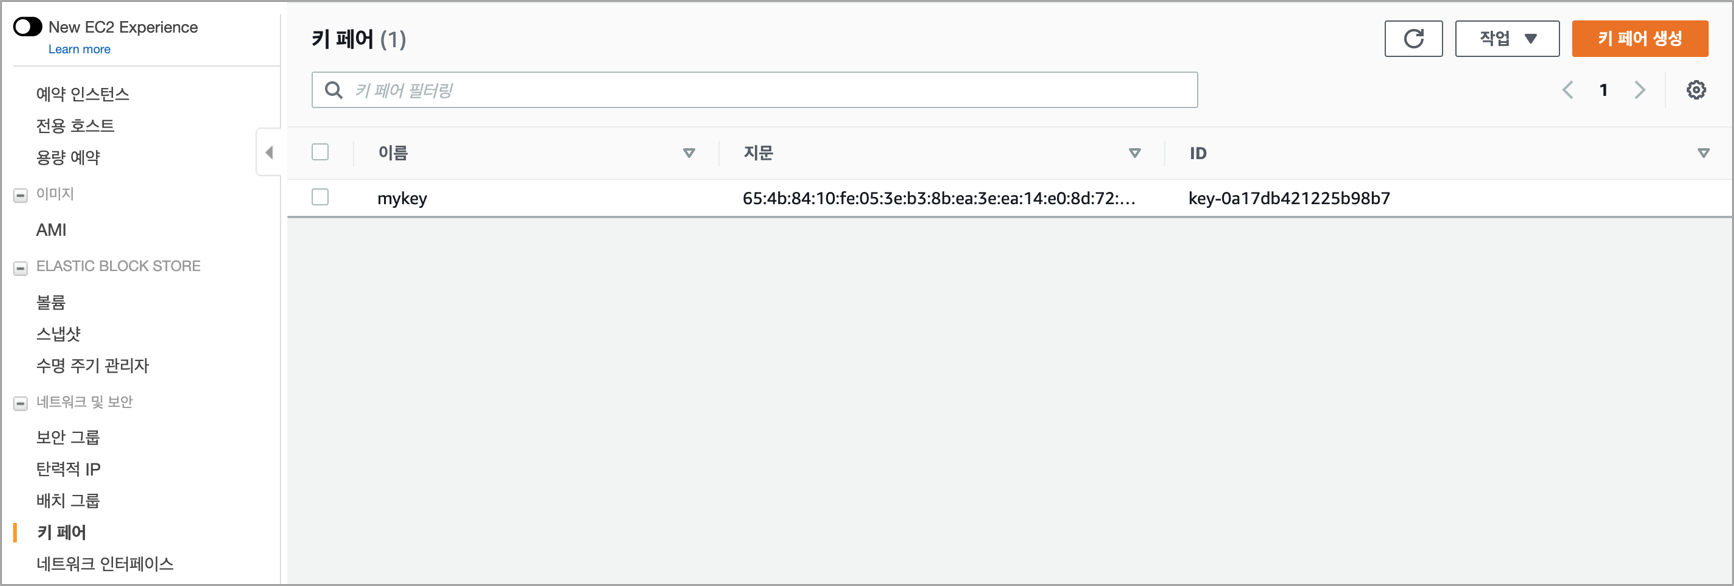 New EC2 Experience
Learn more
예약 인스턴스
전용 호스트
용량 예약
이미지
AMI
ELASTIC BLOCK STORE
볼륨
스냅샷
수명 주기 관리자
네트워크 및 보안
보안 그룹
탄력적 IP
배치 그룹
키 페어
네트워크 인터페이스
키 페어 (1)
작업
키 페어 생성
키 페어 필터링
1
이름 지문 ID
mykey 65:4b:84:10:fe:05:3e:b3:8b:ea:3e:ea:14:e0:8d:72:... key-0a17db421225b98b7